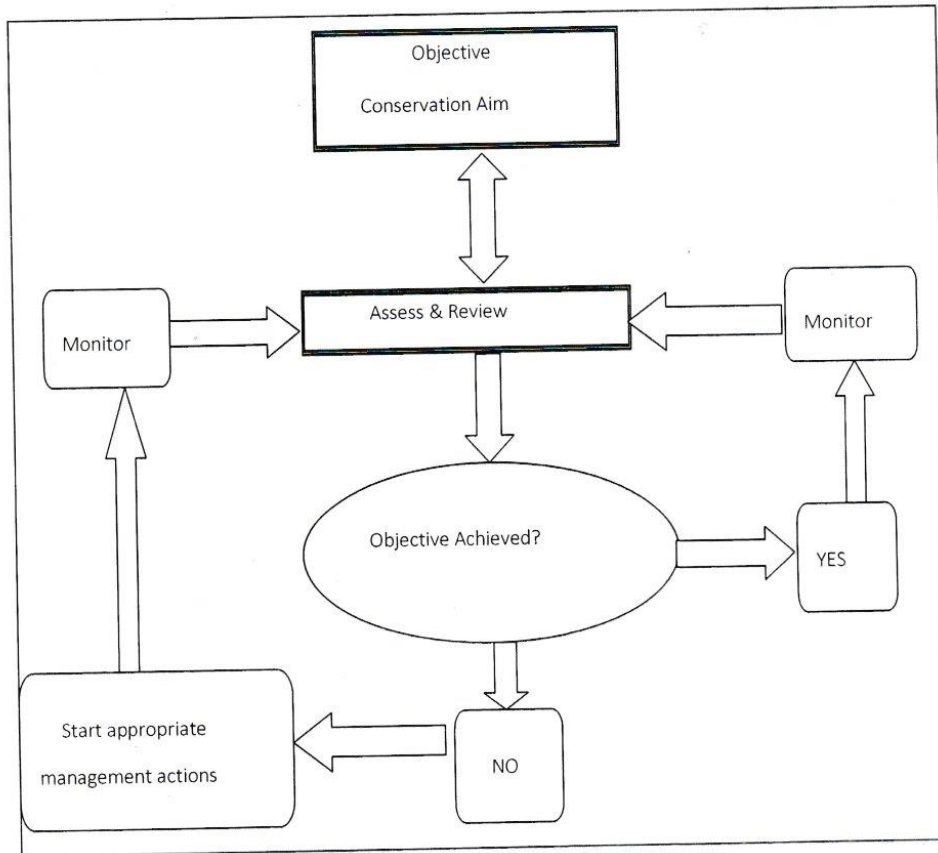 Objective
Conservation Aim
Assess & Review
Monitor
Monitor
Objective Achieved?
YES
Start appropriate
management actions
NO